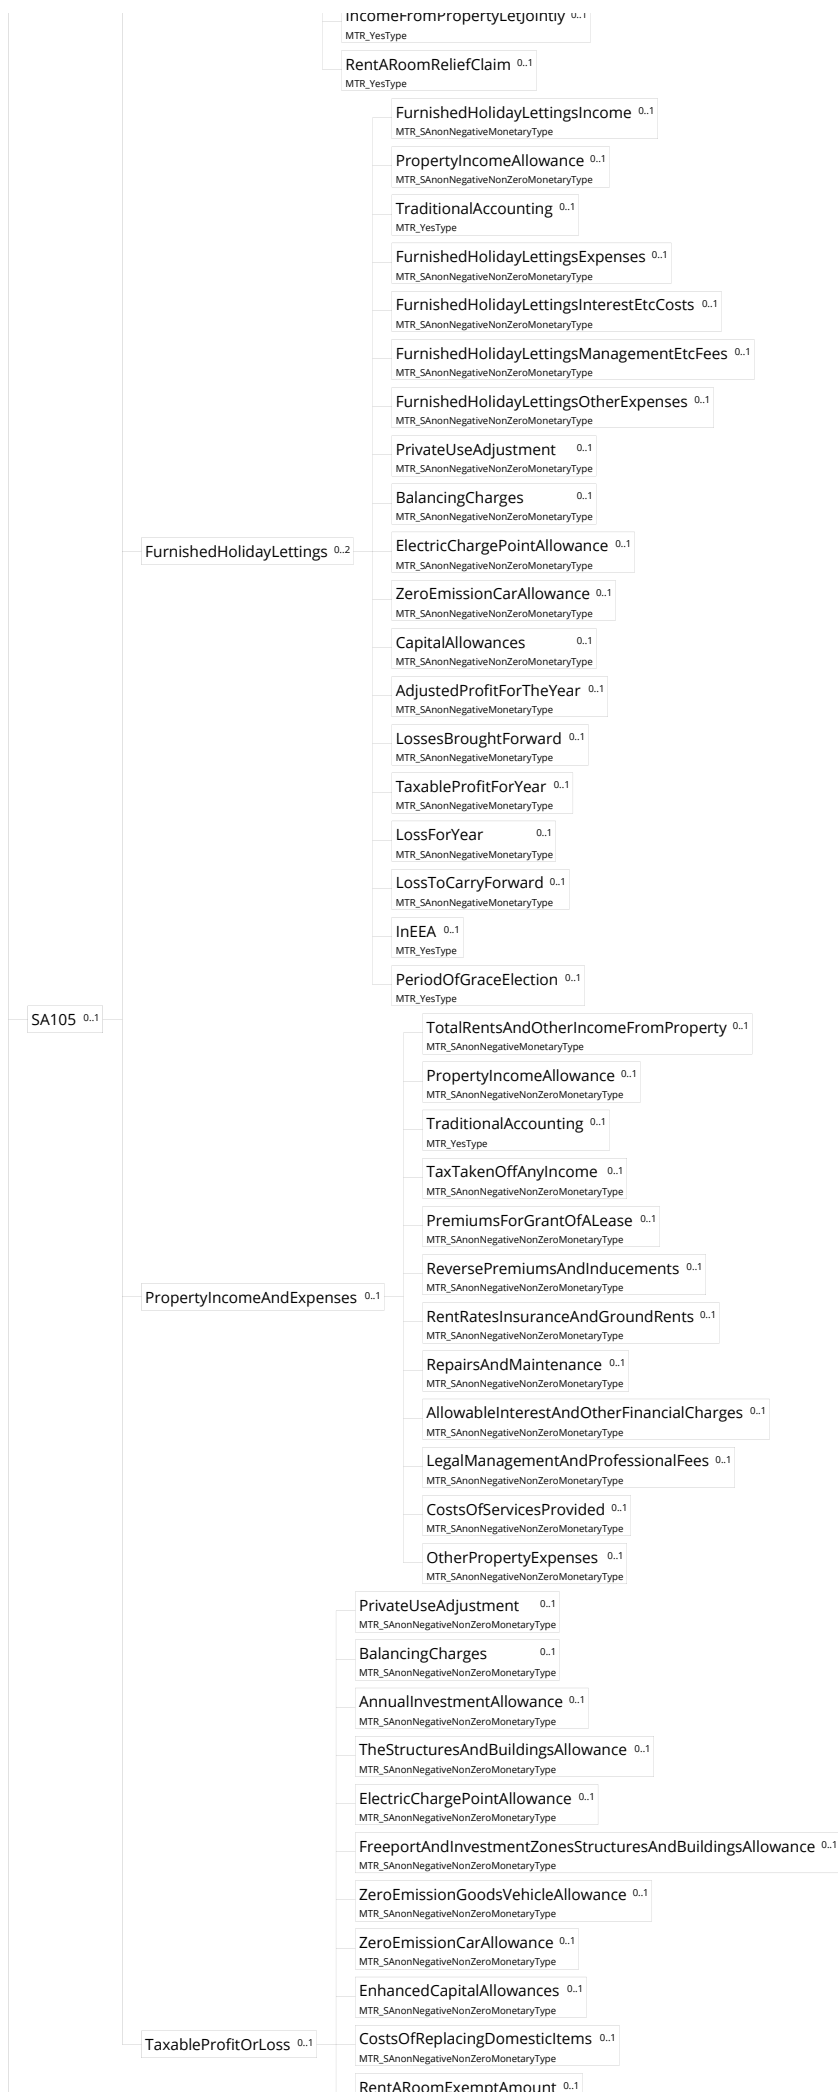 IncomeFromPropertyLetJointly 0..1
MTR_YesType
RentARoomReliefClaim 0..1
MTR_YesType
FurnishedHolidayLettingsIncome 0..1
MTR_SAnonNegativeMonetaryType
PropertyIncomeAllowance 0..1
MTR_SAnonNegativeNonZeroMonetaryType
TraditionalAccounting 0..1
MTR_YesType
FurnishedHolidayLettingsExpenses 0..1
MTR_SAnonNegativeNonZeroMonetaryType
FurnishedHolidayLettingsInterestEtcCosts 0..1
MTR_SAnonNegativeNonZeroMonetaryType
FurnishedHolidayLettingsManagementEtcFees 0..1
MTR_SAnonNegativeNonZeroMonetaryType
FurnishedHolidayLettingsOtherExpenses 0..1
MTR_SAnonNegativeNonZeroMonetaryType
PrivateUseAdjustment 0..1
MTR_SAnonNegativeNonZeroMonetaryType
BalancingCharges 0..1
MTR_SAnonNegativeNonZeroMonetaryType
FurnishedHolidayLettings 0..2
ElectricChargePointAllowance 0..1
MTR_SAnonNegativeNonZeroMonetaryType
ZeroEmissionCarAllowance 0..1
MTR_SAnonNegativeNonZeroMonetaryType
CapitalAllowances 0..1
MTR_SAnonNegativeNonZeroMonetaryType
AdjustedProfitForTheYear 0..1
MTR_SAnonNegativeMonetaryType
LossesBroughtForward 0..1
MTR_SAnonNegativeMonetaryType
TaxableProfitForYear 0..1
MTR_SAnonNegativeMonetaryType
LossForYear 0..1
MTR_SAnonNegativeMonetaryType
LossToCarryForward 0..1
MTR_SAnonNegativeMonetaryType
InEEA 0..1
MTR_YesType
PeriodOfGraceElection 0..1
MTR_YesType
SA105 0..1
TotalRentsAndOtherIncomeFromProperty 0..1
MTR_SAnonNegativeMonetaryType
PropertyIncomeAllowance 0..1
MTR_SAnonNegativeNonZeroMonetaryType
TraditionalAccounting 0..1
MTR_YesType
TaxTakenOffAnyIncome 0..1
MTR_SAnonNegativeNonZeroMonetaryType
PremiumsForGrantOfALease 0..1
MTR_SAnonNegativeNonZeroMonetaryType
ReversePremiumsAndInducements 0..1
MTR_SAnonNegativeNonZeroMonetaryType
PropertyIncomeAndExpenses 0..1
RentRatesInsuranceAndGroundRents 0..1
MTR_SAnonNegativeNonZeroMonetaryType
RepairsAndMaintenance 0..1
MTR_SAnonNegativeNonZeroMonetaryType
AllowableInterestAndOtherFinancialCharges 0..1
MTR_SAnonNegativeNonZeroMonetaryType
LegalManagementAndProfessionalFees 0..1
MTR_SAnonNegativeNonZeroMonetaryType
CostsOfServicesProvided 0..1
MTR_SAnonNegativeNonZeroMonetaryType
OtherPropertyExpenses 0..1
MTR_SAnonNegativeNonZeroMonetaryType
PrivateUseAdjustment 0..1
MTR_SAnonNegativeNonZeroMonetaryType
BalancingCharges 0..1
MTR_SAnonNegativeNonZeroMonetaryType
AnnualInvestmentAllowance 0..1
MTR_SAnonNegativeNonZeroMonetaryType
TheStructuresAndBuildingsAllowance 0..1
MTR_SAnonNegativeNonZeroMonetaryType
ElectricChargePointAllowance 0..1
MTR_SAnonNegativeNonZeroMonetaryType
FreeportAndInvestmentZonesStructuresAndBuildingsAllowance 0..1
MTR_SAnonNegativeNonZeroMonetaryType
ZeroEmissionGoodsVehicleAllowance 0..1
MTR_SAnonNegativeNonZeroMonetaryType
ZeroEmissionCarAllowance 0..1
MTR_SAnonNegativeNonZeroMonetaryType
EnhancedCapitalAllowances 0..1
MTR_SAnonNegativeNonZeroMonetaryType
TaxableProfitOrLoss 0..1
CostsOfReplacingDomesticItems 0..1
MTR_SAnonNegativeNonZeroMonetaryType
RentARoomExemptAmount 0..1